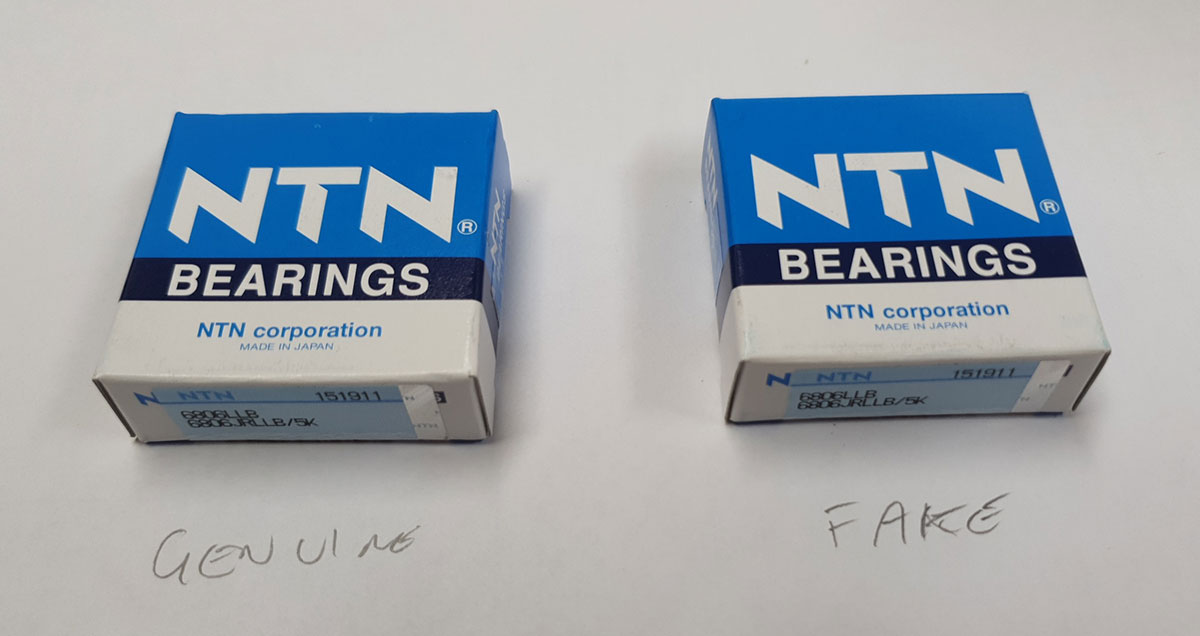 NTN®
BEARINGS
NTN corporation
MADE IN JAPAN
N NTN 151911
6806LLB
6806JRLLB/5K
NTN
GENUINE
NTN®
BEARINGS
NTN corporation
MADE IN JAPAN
N NTN 151911
6806LLB
6806JRLLB/5K
FAKE